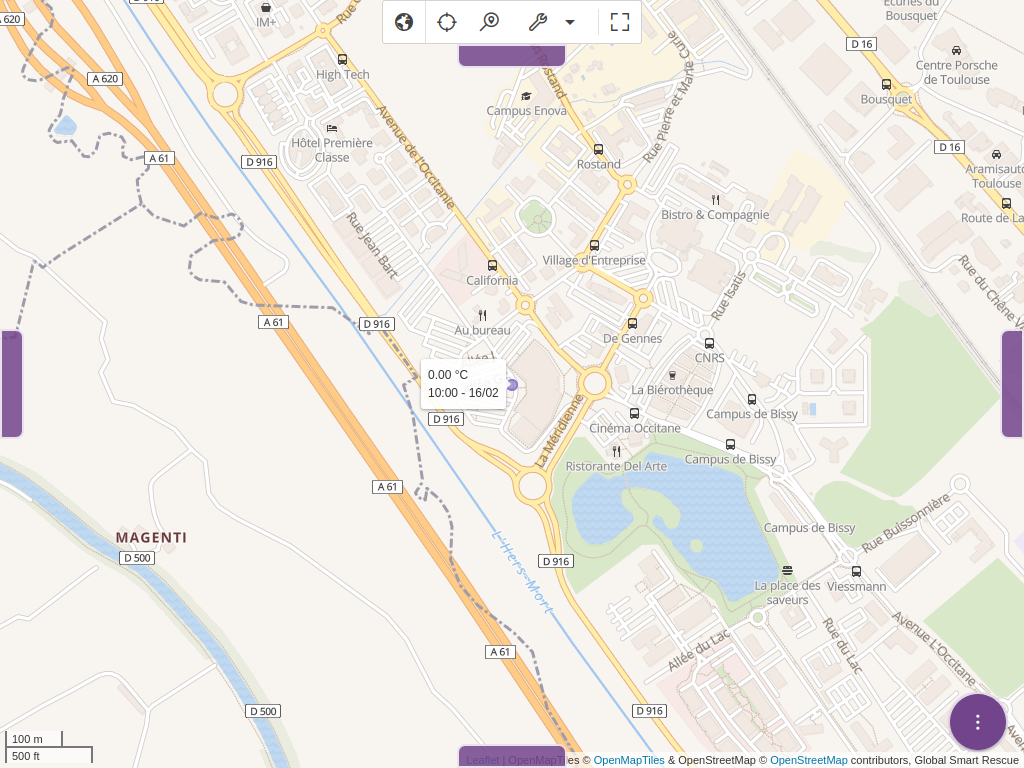 IM+
A 620
A 620
High Tech
Avenue de l'Occitanie
Hôtel Première
Classe
A 61
D 916
Rue Jean Bart
Campus Enova
Rostand
Rostand
Rue Pierre et Marie Curie
Écuries du
Bousquet
D 16
Centre Porsche
de Toulouse
Bousquet
D 16
Aramisauto
Toulouse
Route de La
Bistro & Compagnie
Village d'Entreprise
California
Rue Isatis
Rue du Chêne V
A 61
D 916
Au bureau
De Gennes
CNRS
0.00 °C
10:00 - 16/02
D 916
La Méridienne
La Biérothèque
Cinéma Occitane
Campus de Bissy
Ristorante Del Arte
Campus de Bissy
A 61
MAGENTI
D 500
L'Hers-Mort
D 916
Campus de Bissy
Rue Buissonnière
La place des
saveurs
Viessmann
A 61
Allée du Lac
Rue du Lac
Avenue L'Occitane
D 500
D 916
100 m
500 ft
Leaflet | OpenMapTiles © OpenMapTiles & OpenStreetMap © OpenStreetMap contributors, Global Smart Rescue